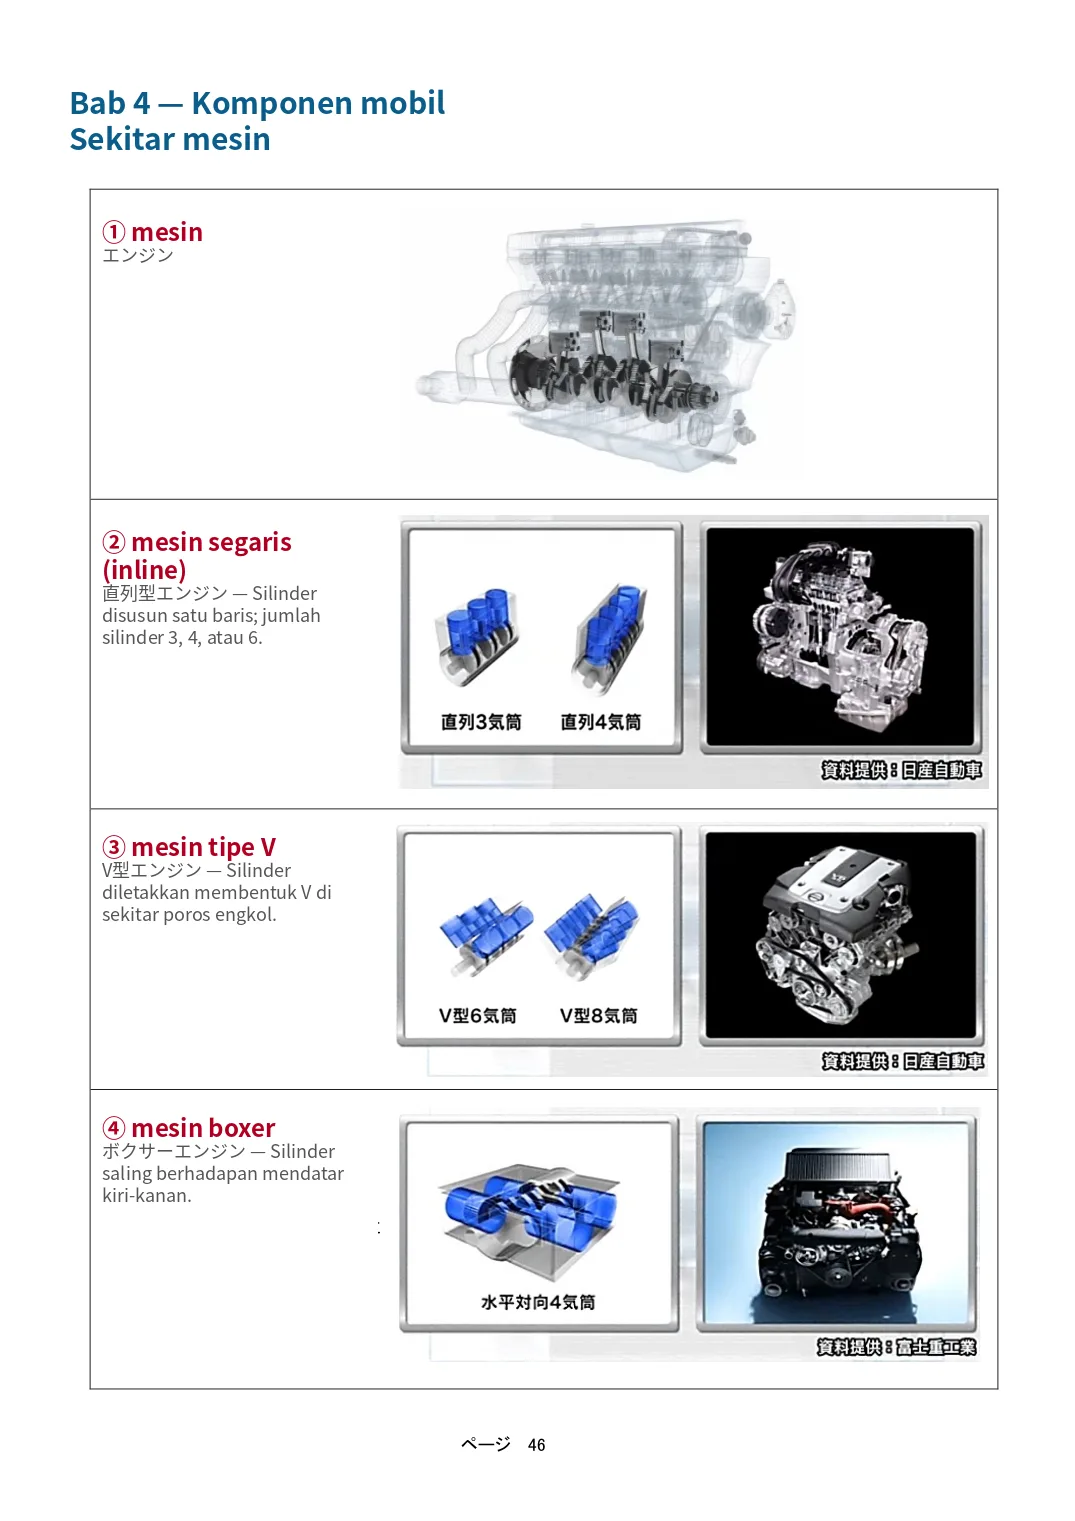 Bab 4 — Komponen mobil
Sekitar mesin
① mesin
エンジン
② mesin segaris
(inline)
直列型エンジン — Silinder
disusun satu baris; jumlah
silinder 3, 4, atau 6.
直列3気筒
直列4気筒
資料提供：日産自動車
③ mesin tipe V
V型エンジン — Silinder
diletakkan membentuk V di
sekitar poros engkol.
V型6気筒
V型8気筒
資料提供：日産自動車
④ mesin boxer
ボクサーエンジン — Silinder
saling berhadapan mendatar
kiri-kanan.
水平対向4気筒
資料提供：富士重工業
ページ 46